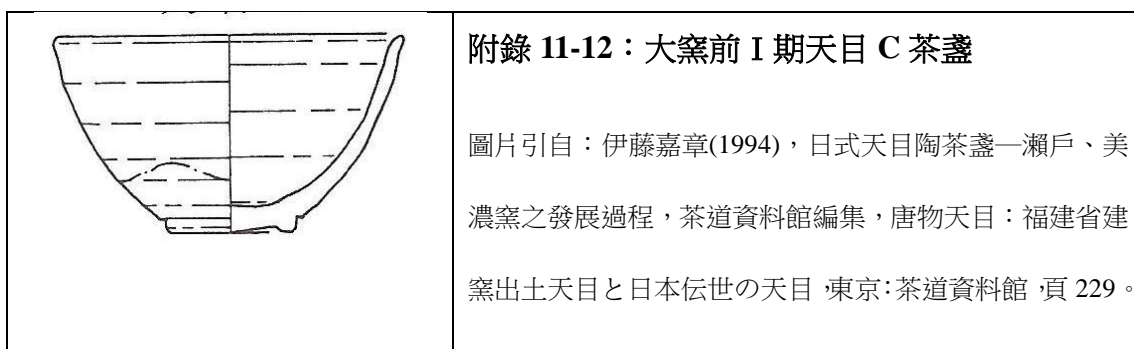 附錄 11-12：大窯前Ⅰ期天目 C 茶盞
圖片引自：伊藤嘉章(1994)，日式天目陶茶盞—瀨戶、美
濃窯之發展過程，茶道資料館編集，唐物天目：福建省建
窯出土天目と日本伝世の天目，東京：茶道資料館，頁 229。